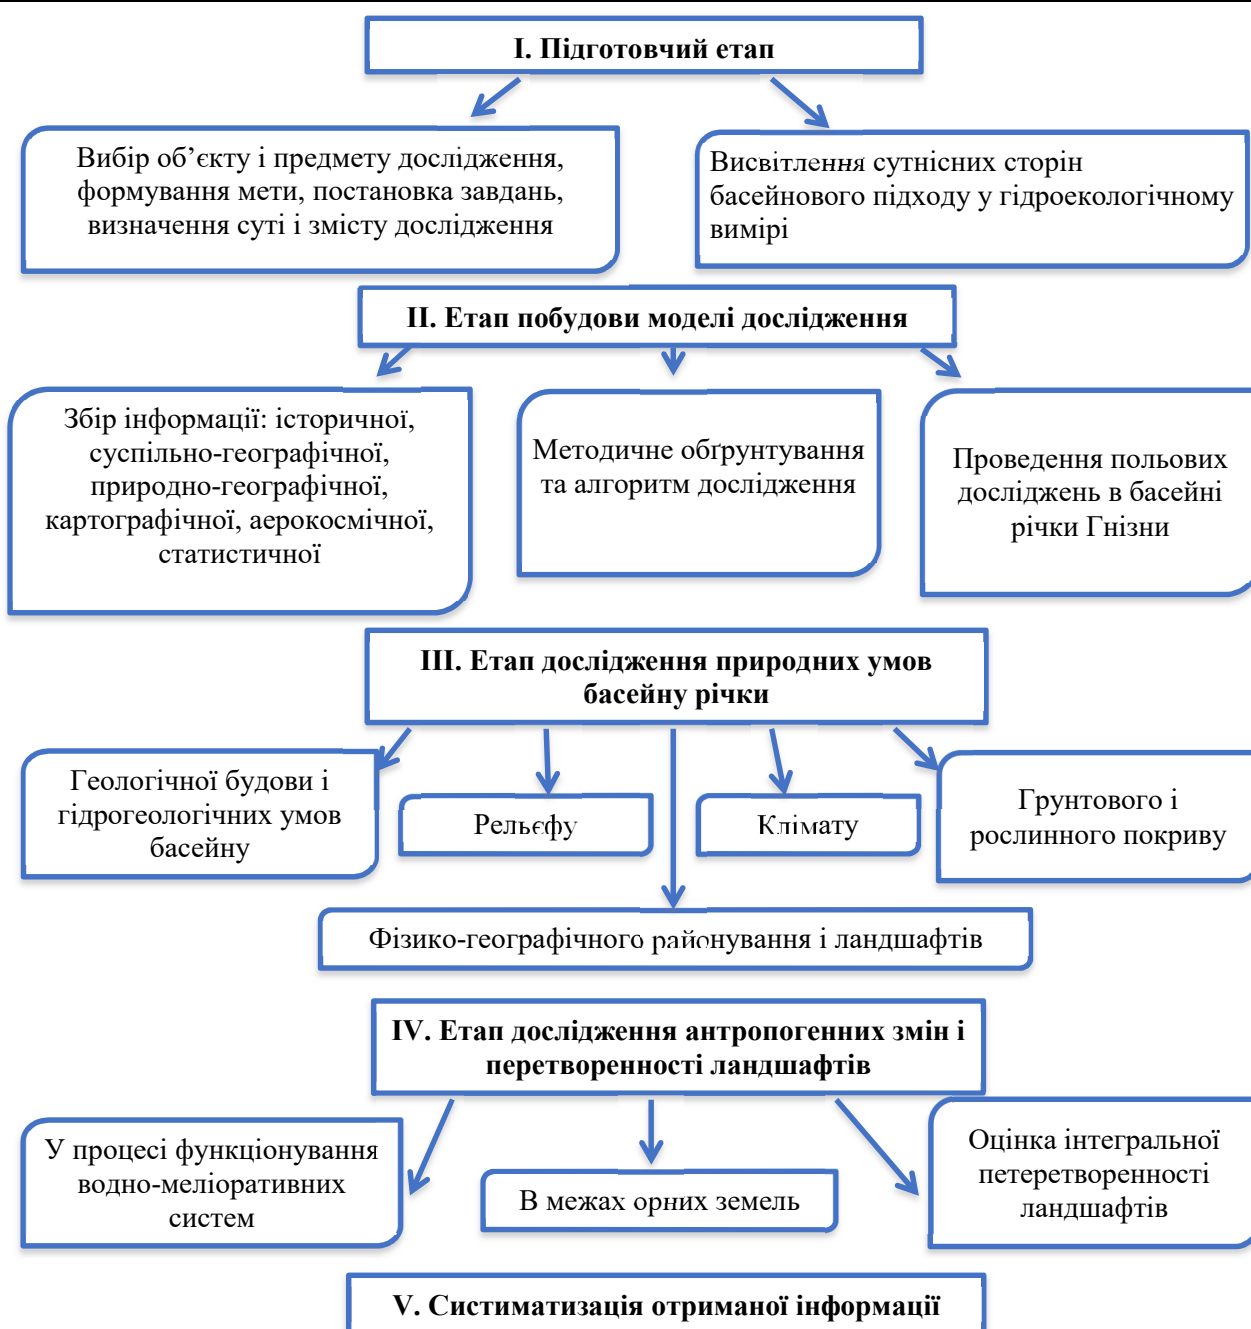 I. Підготовчий етап
Вибір об’єкту і предмету дослідження,
формування мети, постановка завдань,
визначення суті і змісту дослідження
Висвітлення сутнісних сторін
басейнового підходу у гідроекологічному
вимірі
II. Етап побудови моделі дослідження
Збір інформації: історичної,
суспільно-географічної,
природно-географічної,
картографічної, аерокосмічної,
статистичної
Методичне обґрунтування
та алгоритм дослідження
Проведення польових
досліджень в басейні
річки Гнізни
III. Етап дослідження природних умов
басейну річки
Геологічної будови і
гідрогеологічних умов
басейну
Рельєфу
Клімату
Грунтового і
рослинного покриву
Фізико-географічного районування і ландшафтів
IV. Етап дослідження антропогенних змін і
перетворенності ландшафтів
У процесі функціонування
водно-меліоративних
систем
В межах орних земель
Оцінка інтегральної
петеретворенності
ландшафтів
V. Систиматизація отриманої інформації